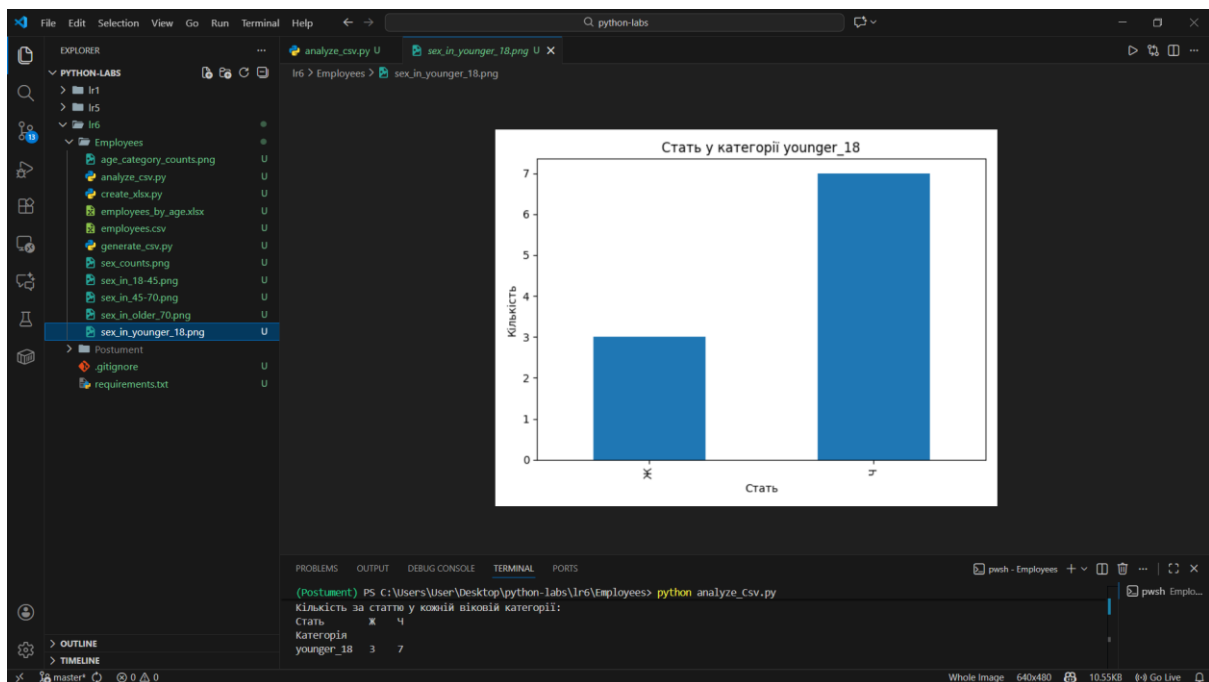 File Edit Selection View Go Run Terminal Help
python-labs
EXPLORER
PYTHON-LABS
lr1
lr5
lr6
Employees
age_category_counts.png U
analyze_csv.py U
create_xlsx.py U
employees_by_age.xlsx U
employees.csv U
generate_csv.py U
sex_counts.png U
sex_in_18-45.png U
sex_in_45-70.png U
sex_in_older_70.png U
sex_in_younger_18.png U
Postument
.gitignore U
requirements.txt U
OUTLINE
TIMELINE
13
analyze_csv.py U sex_in_younger_18.png U
lr6 > Employees > sex_in_younger_18.png
Стать у категорії younger_18
7
6
5
4
3
2
1
0
Кількість
Ж Ч
Стать
PROBLEMS OUTPUT DEBUG CONSOLE TERMINAL PORTS
pwsh - Employees
pwsh Emplo...
(Postument) PS C:\Users\User\Desktop\python-labs\lr6\Employees> python analyze_Csv.py
Кількість за статтю у кожній віковій категорії:
Стать Ж Ч
Категорія
younger_18 3 7
master* 0 0 Whole Image 640x480 10.55KB Go Live